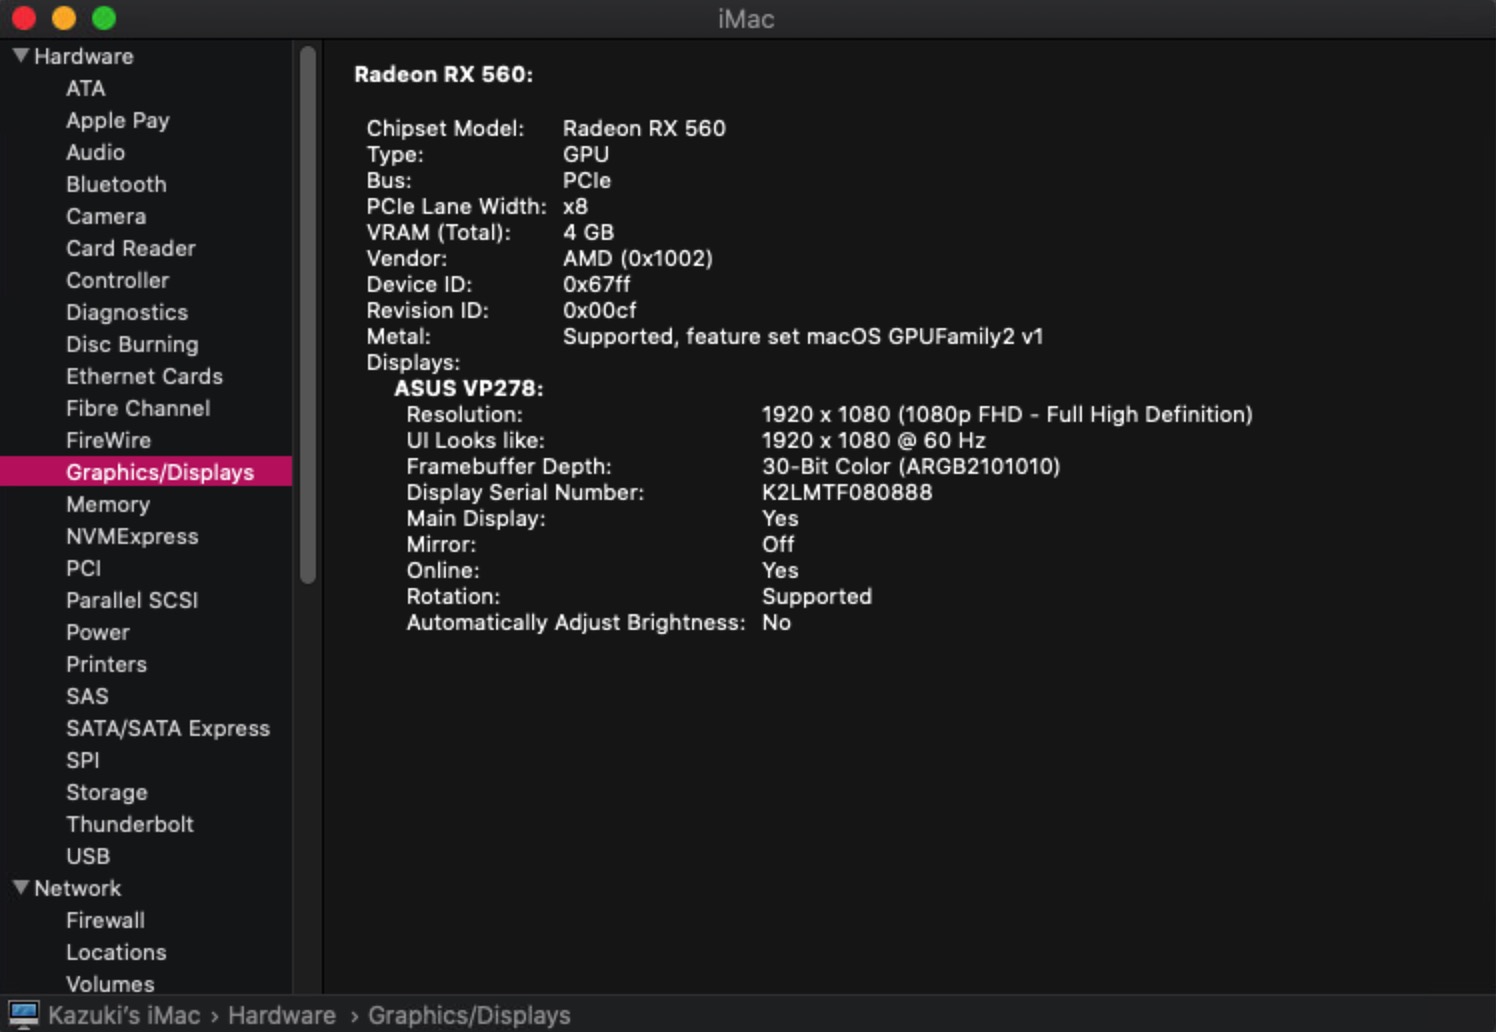 iMac
Hardware
ATA
Apple Pay
Audio
Bluetooth
Camera
Card Reader
Controller
Diagnostics
Disc Burning
Ethernet Cards
Fibre Channel
FireWire
Graphics/Displays
Memory
NVMExpress
PCI
Parallel SCSI
Power
Printers
SAS
SATA/SATA Express
SPI
Storage
Thunderbolt
USB
Network
Firewall
Locations
Volumes
Radeon RX 560:
Chipset Model: Radeon RX 560
Type: GPU
Bus: PCIe
PCIe Lane Width: x8
VRAM (Total): 4 GB
Vendor: AMD (0x1002)
Device ID: 0x67ff
Revision ID: 0x00cf
Metal: Supported, feature set macOS GPUFamily2 v1
Displays:
ASUS VP278:
Resolution: 1920 x 1080 (1080p FHD - Full High Definition)
UI Looks like: 1920 x 1080 @ 60 Hz
Framebuffer Depth: 30-Bit Color (ARGB2101010)
Display Serial Number: K2LMTF080888
Main Display: Yes
Mirror: Off
Online: Yes
Rotation: Supported
Automatically Adjust Brightness: No
Kazuki’s iMac › Hardware › Graphics/Displays